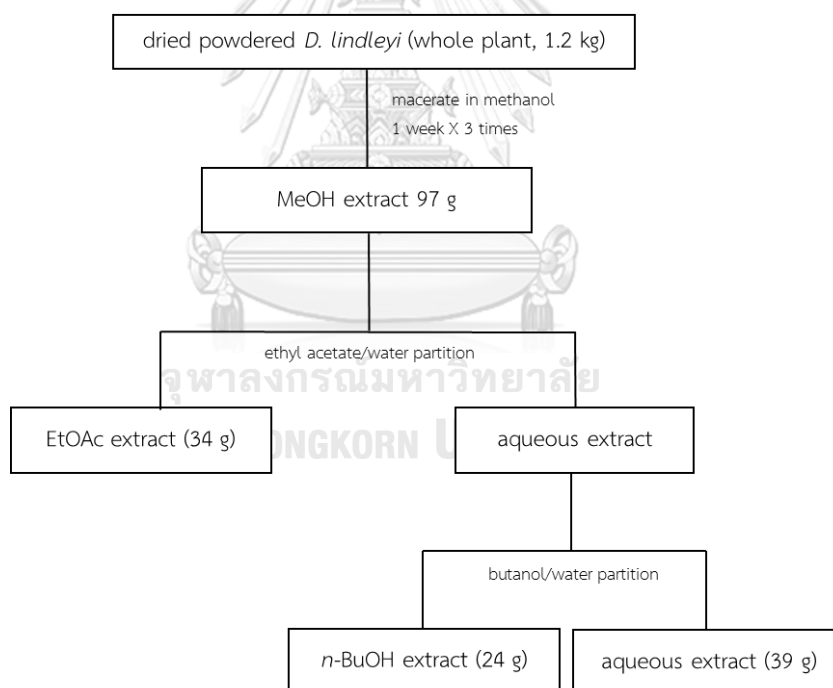 dried powdered D. lindleyi (whole plant, 1.2 kg)
macerate in methanol
1 week X 3 times
MeOH extract 97 g
ethyl acetate/water partition
จุฬาลงกรณ์มหาวิทยาลัย
EtOAc extract (34 g)
aqueous extract
ONGKORN U
butanol/water partition
n-BuOH extract (24 g)
aqueous extract (39 g)